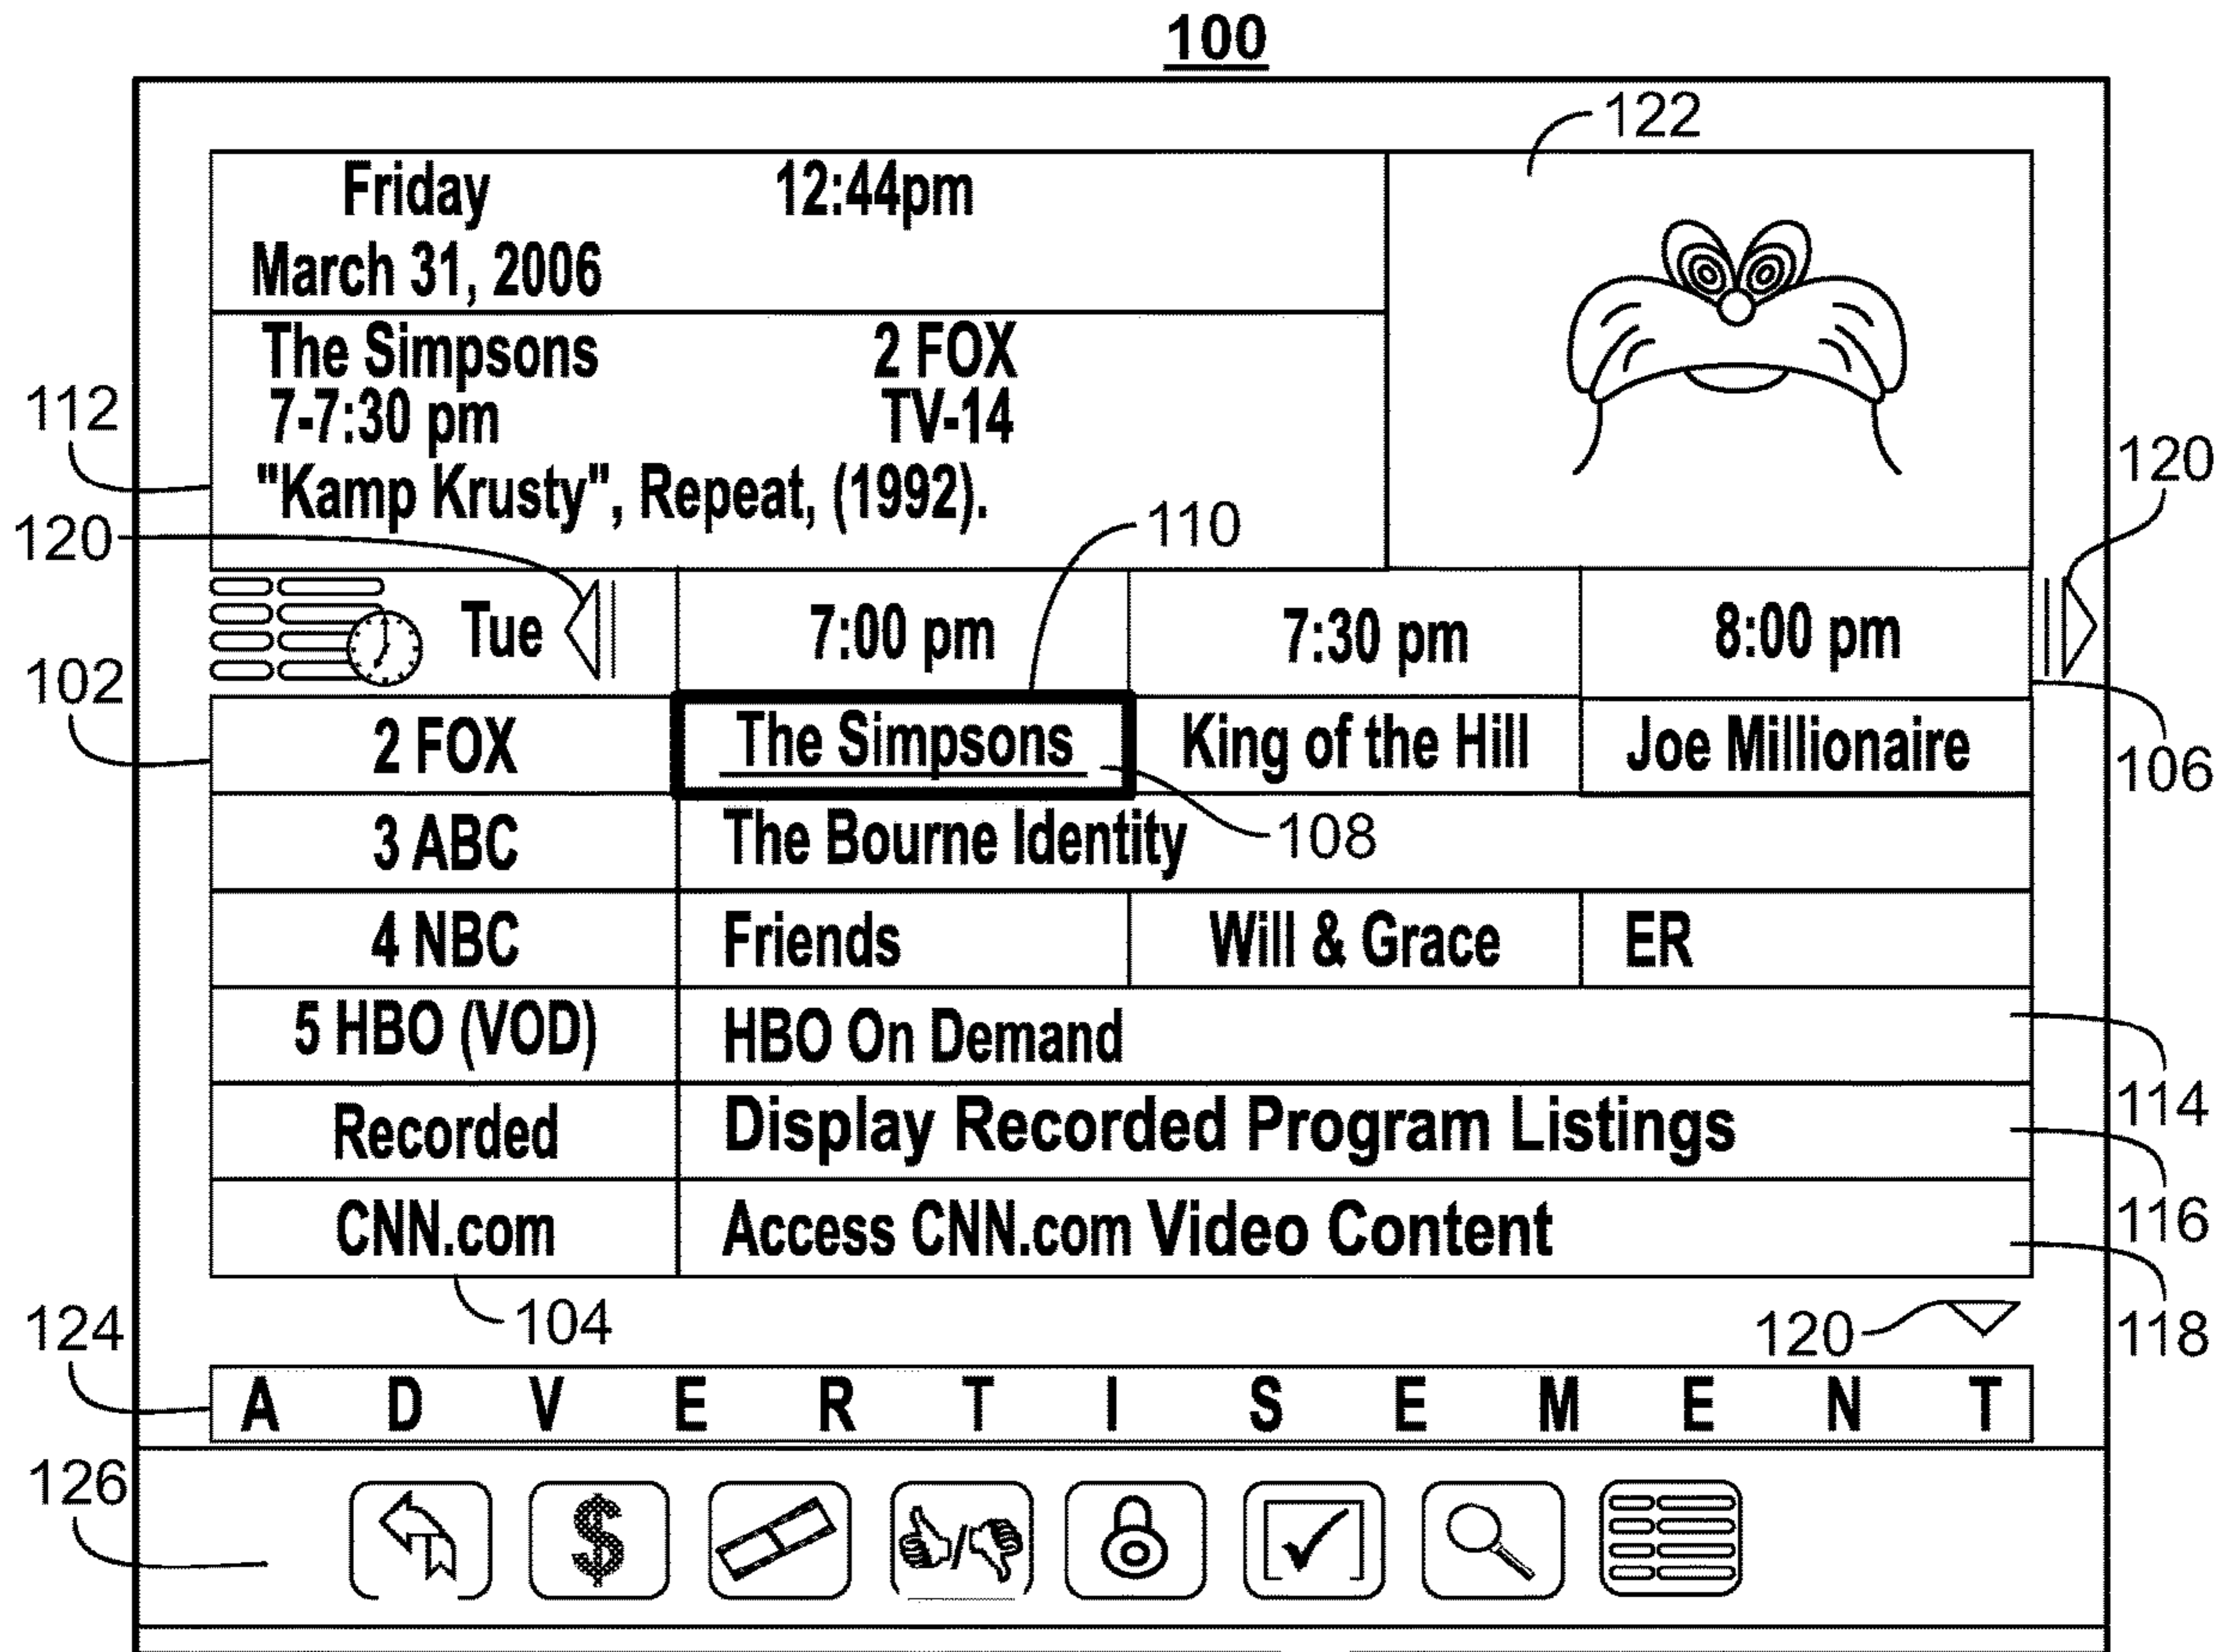 100
122
Friday 12:44pm
March 31, 2006
The Simpsons 2 FOX
112
7-7:30 pm TV-14
120
"Kamp Krusty", Repeat, (1992).
120 110
Tue 7:00 pm 7:30 pm 8:00 pm
102
2 FOX The Simpsons King of the Hill Joe Millionaire
106
3 ABC The Bourne Identity 108
4 NBC Friends Will & Grace ER
5 HBO (VOD) HBO On Demand
114
Recorded Display Recorded Program Listings
116
CNN.com Access CNN.com Video Content
124 104 120 118
A D V E R T I S E M E N T
126
$ /